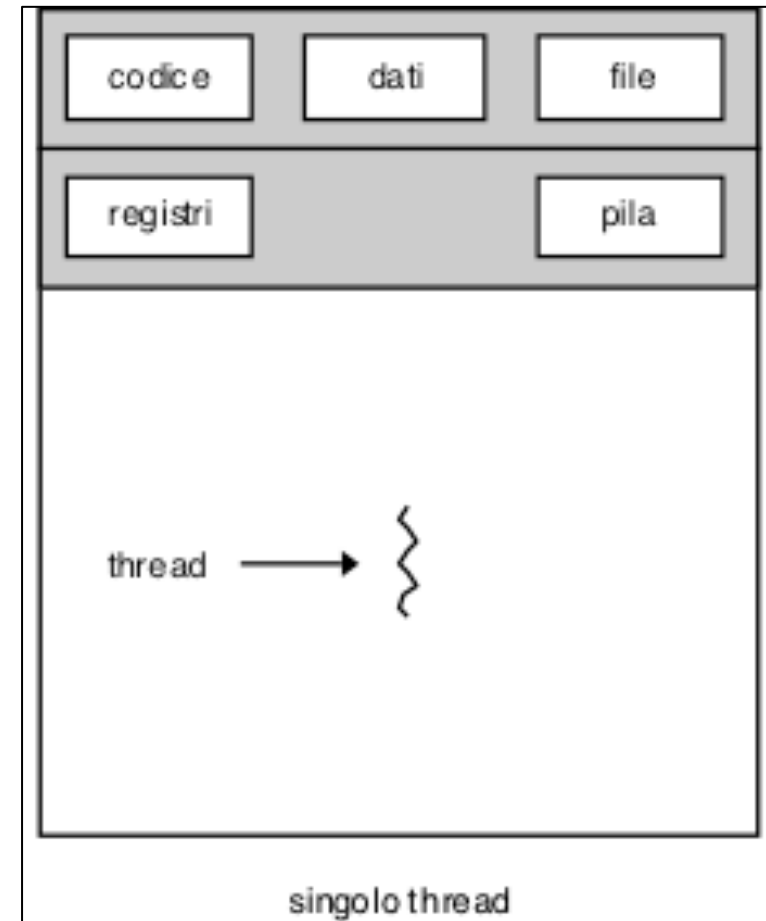 codice dati file
registri pila
thread
singolo thread